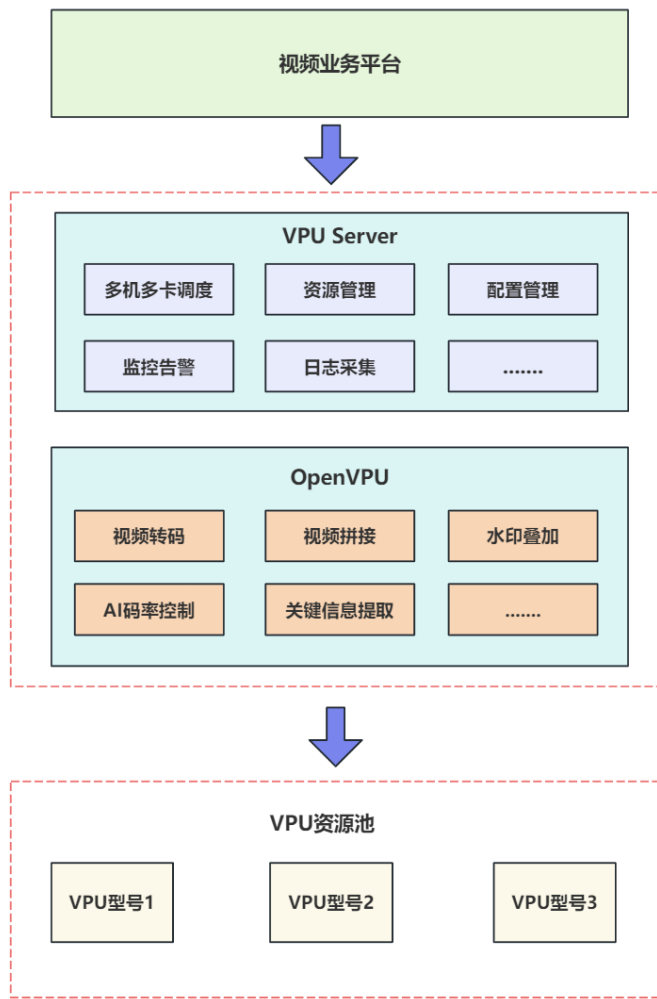 视频业务平台
VPU Server
多机多卡调度
资源管理
配置管理
监控告警
日志采集
.......
OpenVPU
视频转码
视频拼接
水印叠加
AI码率控制
关键信息提取
.......
VPU资源池
VPU型号1
VPU型号2
VPU型号3